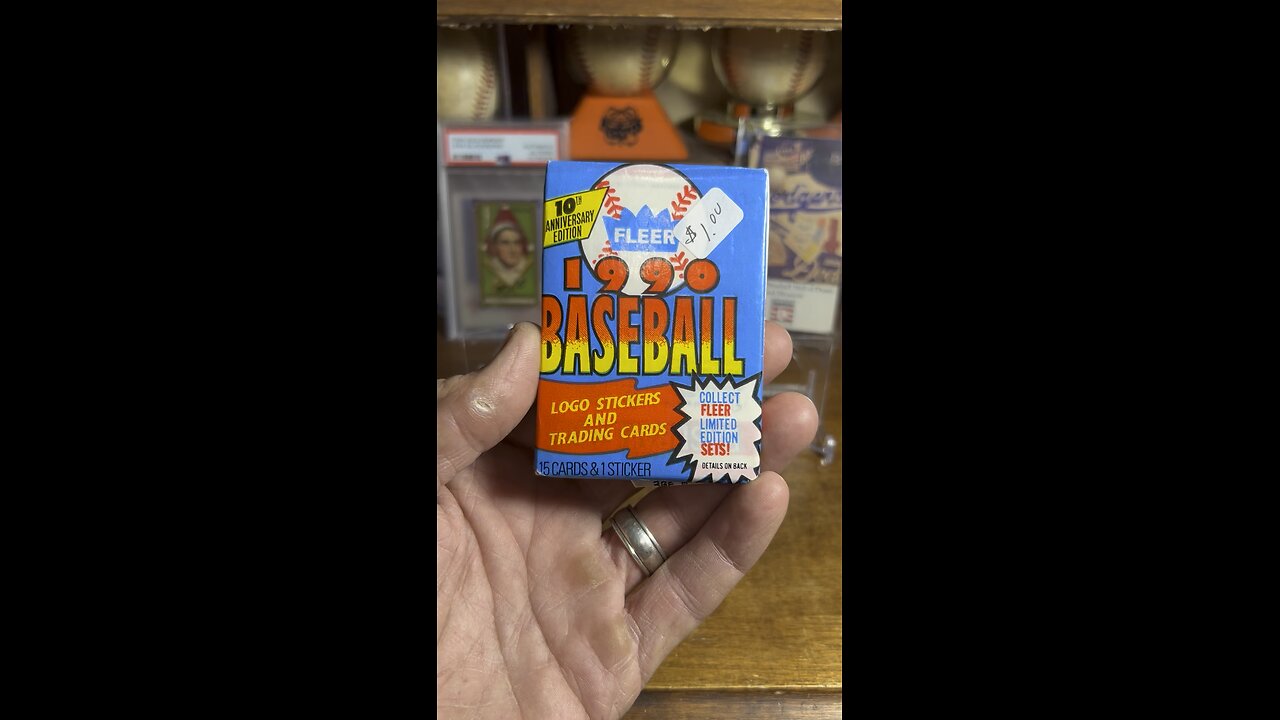 10TH
ANNIVERSARY
EDITION
FLEER
$1.00
1990
BASEBALL
LOGO STICKERS
AND
TRADING CARDS
COLLECT
FLEER
LIMITED
EDITION
SETS!
DETAILS ON BACK
15 CARDS & 1 STICKER